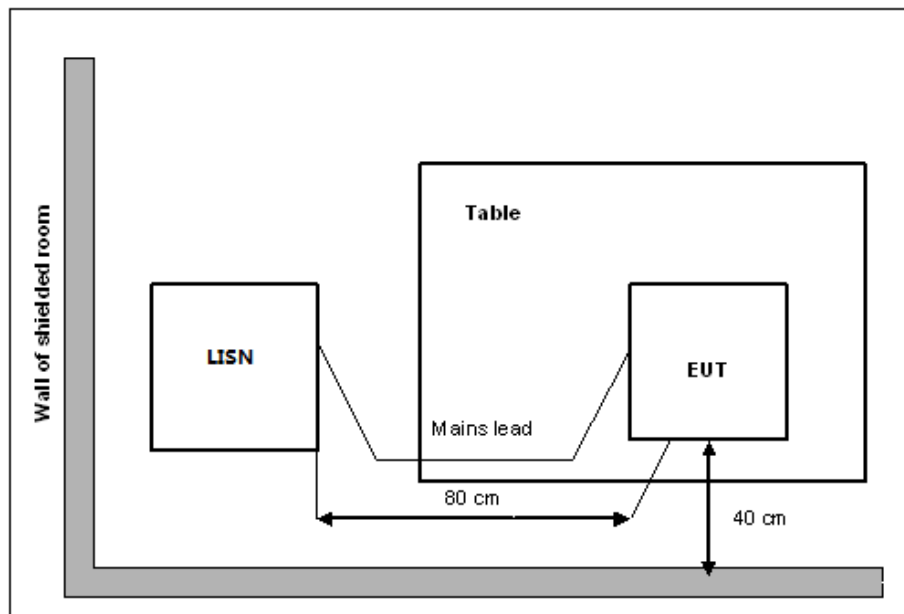 Wall of shielded room
Table
LISN
EUT
Mains lead
80 cm
40 cm